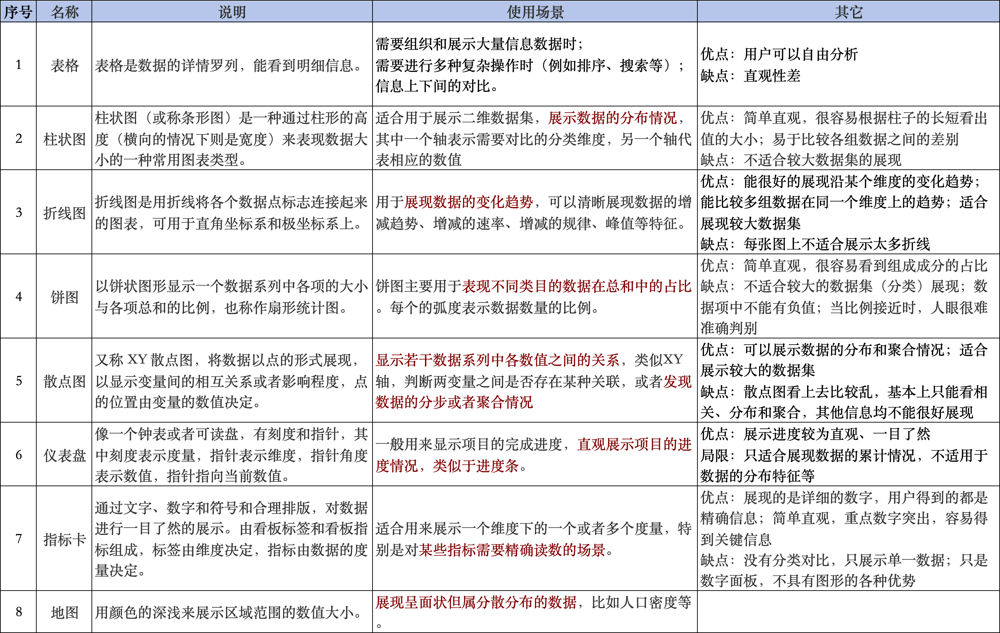 序号 名称 说明 使用场景 其它
1 表格
表格是数据的详情罗列，能看到明细信息。
需要组织和展示大量信息数据时；
需要进行多种复杂操作时（例如排序、搜索等）；
信息上下间的对比。
优点：用户可以自由分析
缺点：直观性差
2 柱状图
柱状图（或称条形图）是一种通过柱形的高
度（横向的情况下则是宽度）来表现数据大
小的一种常用图表类型。
适合用于展示二维数据集，展示数据的分布情况，
其中一个轴表示需要对比的分类维度，另一个轴代
表相应的数值
优点：简单直观，很容易根据柱子的长短看出
值的大小；易于比较各组数据之间的差别
缺点：不适合较大数据集的展现
3 折线图
折线图是用折线将各个数据点标志连接起来
的图表，可用于直角坐标系和极坐标系上。
用于展现数据的变化趋势，可以清晰展现数据的增
减趋势、增减的速率、增减的规律、峰值等特征。
优点：能很好的展现沿某个维度的变化趋势；
能比较多组数据在同一个维度上的趋势；适合
展现较大数据集
缺点：每张图上不适合展示太多折线
4 饼图
以饼状图形显示一个数据系列中各项的大小
与各项总和的比例，也称作扇形统计图。
饼图主要用于表现不同类目的数据在总和中的占比
。每个的弧度表示数据数量的比例。
优点：简单直观，很容易看到组成成分的占比
缺点：不适合较大的数据集（分类）展现；数
据项中不能有负值；当比例接近时，人眼很难
准确判别
5 散点图
又称 XY 散点图，将数据以点的形式展现，
以显示变量间的相互关系或者影响程度，点
的位置由变量的数值决定。
显示若干数据系列中各数值之间的关系，类似XY
轴，判断两变量之间是否存在某种关联，或者发现
数据的分步或者聚合情况
优点：可以展示数据的分布和聚合情况；适合
展示较大的数据集
缺点：散点图看上去比较乱，基本上只能看相
关、分布和聚合，其他信息均不能很好展现
6 仪表盘
像一个钟表或者可读盘，有刻度和指针，其
中刻度表示度量，指针表示维度，指针角度
表示数值，指针指向当前数值。
一般用来显示项目的完成进度，直观展示项目的进
度情况，类似于进度条。
优点：展示进度较为直观、一目了然
局限：只适合展现数据的累计情况，不适用于
数据的分布特征等
7 指标卡
通过文字、数字和符号和合理排版，对数据
进行一目了然的展示。由看板标签和看板指
标组成，标签由维度决定，指标由数据的度
量决定。
适合用来展示一个维度下的一个或者多个度量，特
别是对某些指标需要精确读数的场景。
优点：展现的是详细的数字，用户得到的都是
精确信息；简单直观，重点数字突出，容易得
到关键信息
缺点：没有分类对比，只展示单一数据；只是
数字面板，不具有图形的各种优势
8 地图
用颜色的深浅来展示区域范围的数值大小。
展现呈面状但属分散分布的数据，比如人口密度等
。